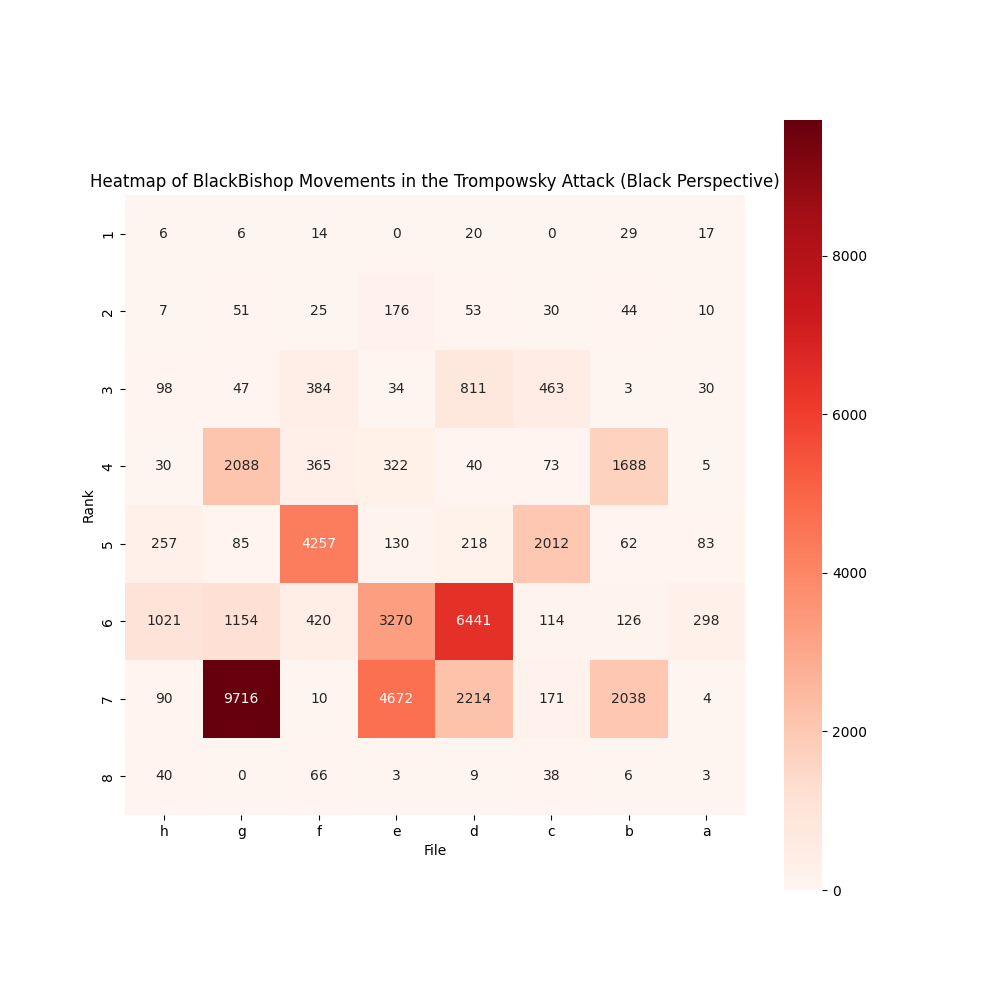 Heatmap of BlackBishop Movements in the Trompowsky Attack (Black Perspective)
1 6 6 14 0 20 0 29 17
2 7 51 25 176 53 30 44 10
3 98 47 384 34 811 463 3 30
4 30 2088 365 322 40 73 1688 5
5 257 85 4257 130 218 2012 62 83
6 1021 1154 420 3270 6441 114 126 298
7 90 9716 10 4672 2214 171 2038 4
8 40 0 66 3 9 38 6 3
h g f e d c b a
File
Rank
8000
6000
4000
2000
0